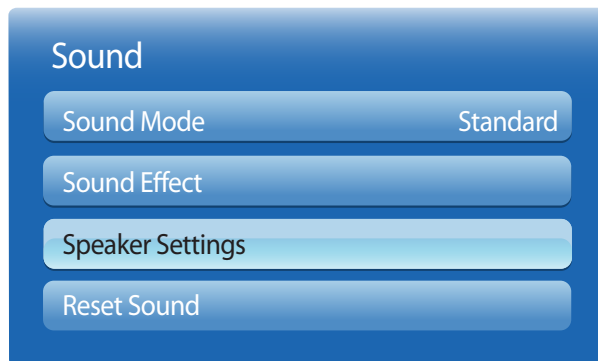 Sound
Sound Mode Standard
Sound Effect
Speaker Settings
Reset Sound